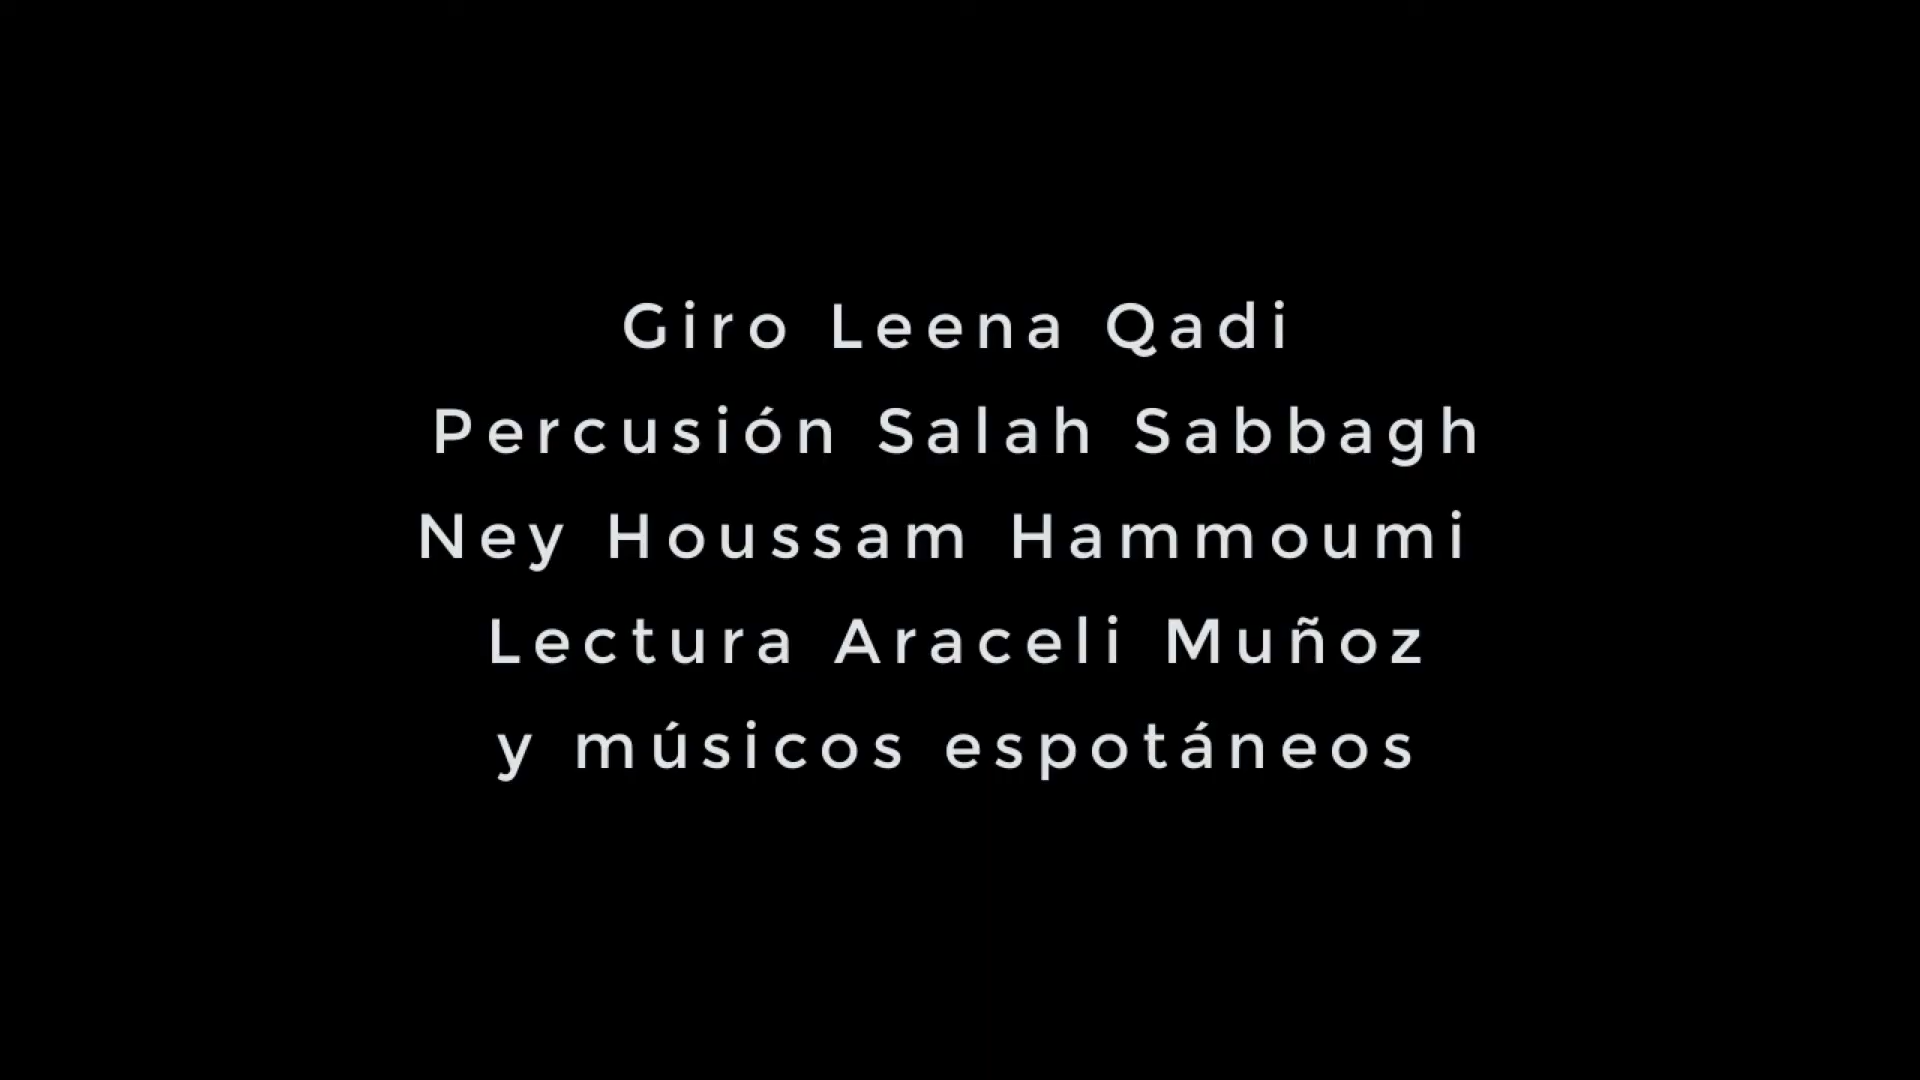 Giro Leena Qadi
Percusión Salah Sabbagh
Ney Houssam Hammoumi
Lectura Araceli Muñoz
y músicos espotáneos